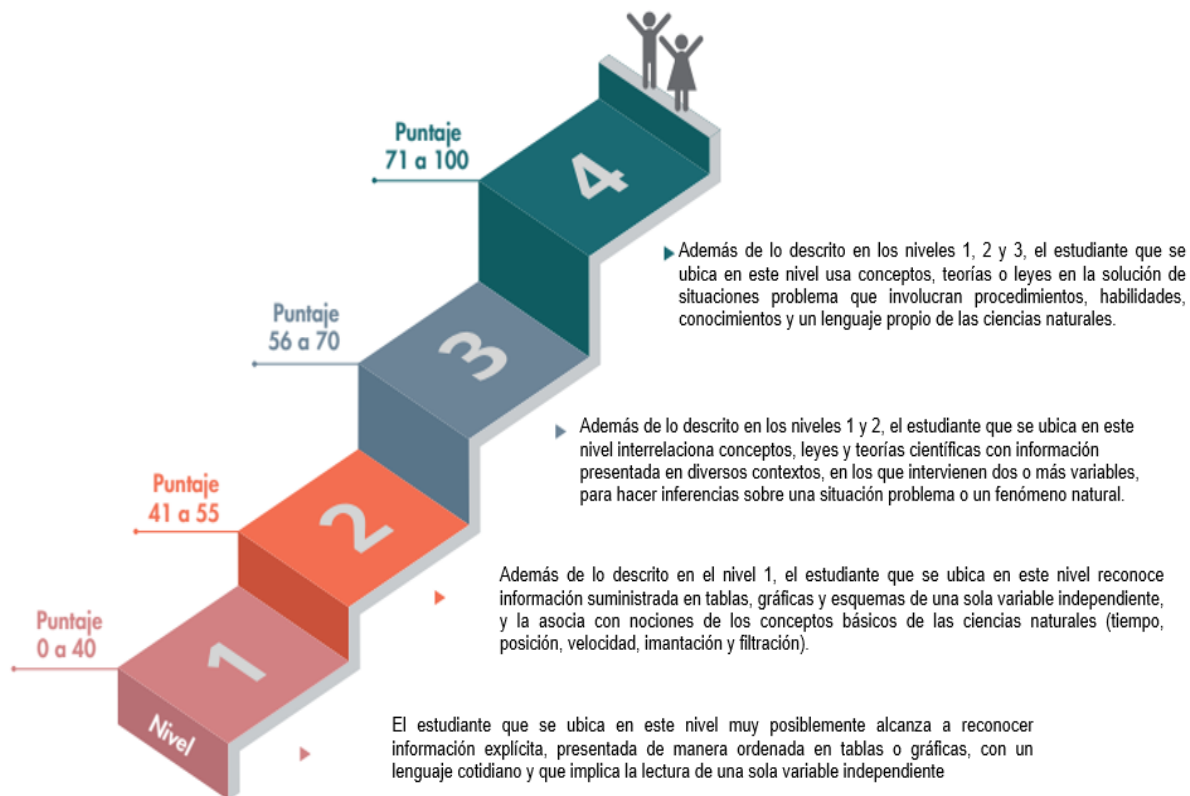 Puntaje
71 a 100
4
Además de lo descrito en los niveles 1, 2 y 3, el estudiante que se
ubica en este nivel usa conceptos, teorías o leyes en la solución de
situaciones problema que involucran procedimientos, habilidades,
conocimientos y un lenguaje propio de las ciencias naturales.
Puntaje
56 a 70
3
Además de lo descrito en los niveles 1 y 2, el estudiante que se ubica en este
nivel interrelaciona conceptos, leyes y teorías científicas con información
presentada en diversos contextos, en los que intervienen dos o más variables,
para hacer inferencias sobre una situación problema o un fenómeno natural.
Puntaje
41 a 55
2
Además de lo descrito en el nivel 1, el estudiante que se ubica en este nivel reconoce
información suministrada en tablas, gráficas y esquemas de una sola variable independiente,
y la asocia con nociones de los conceptos básicos de las ciencias naturales (tiempo,
posición, velocidad, imantación y filtración).
Puntaje
0 a 40
1
Nivel
El estudiante que se ubica en este nivel muy posiblemente alcanza a reconocer
información explícita, presentada de manera ordenada en tablas o gráficas, con un
lenguaje cotidiano y que implica la lectura de una sola variable independiente